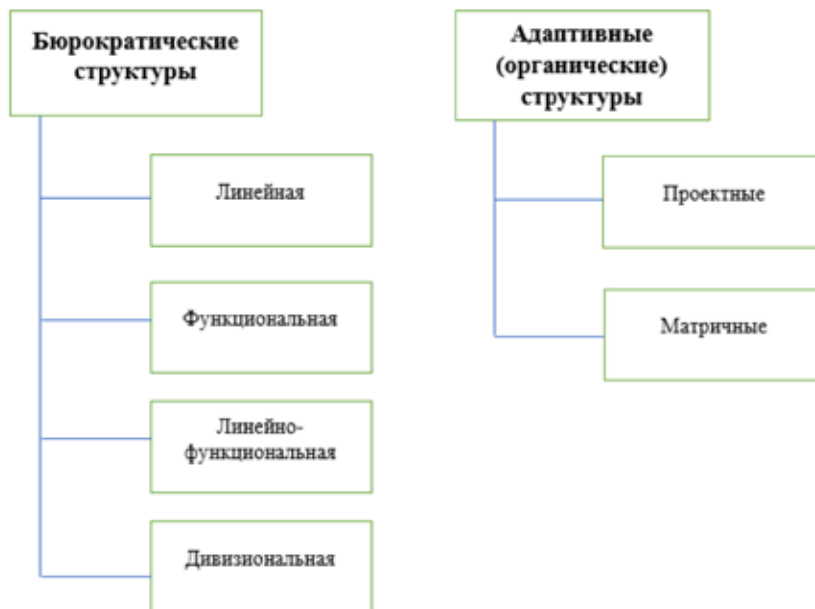 Бюрократические
структуры
Линейная
Функциональная
Линейно-
функциональная
Дивизиональная
Адаптивные
(органические)
структуры
Проектные
Матричные